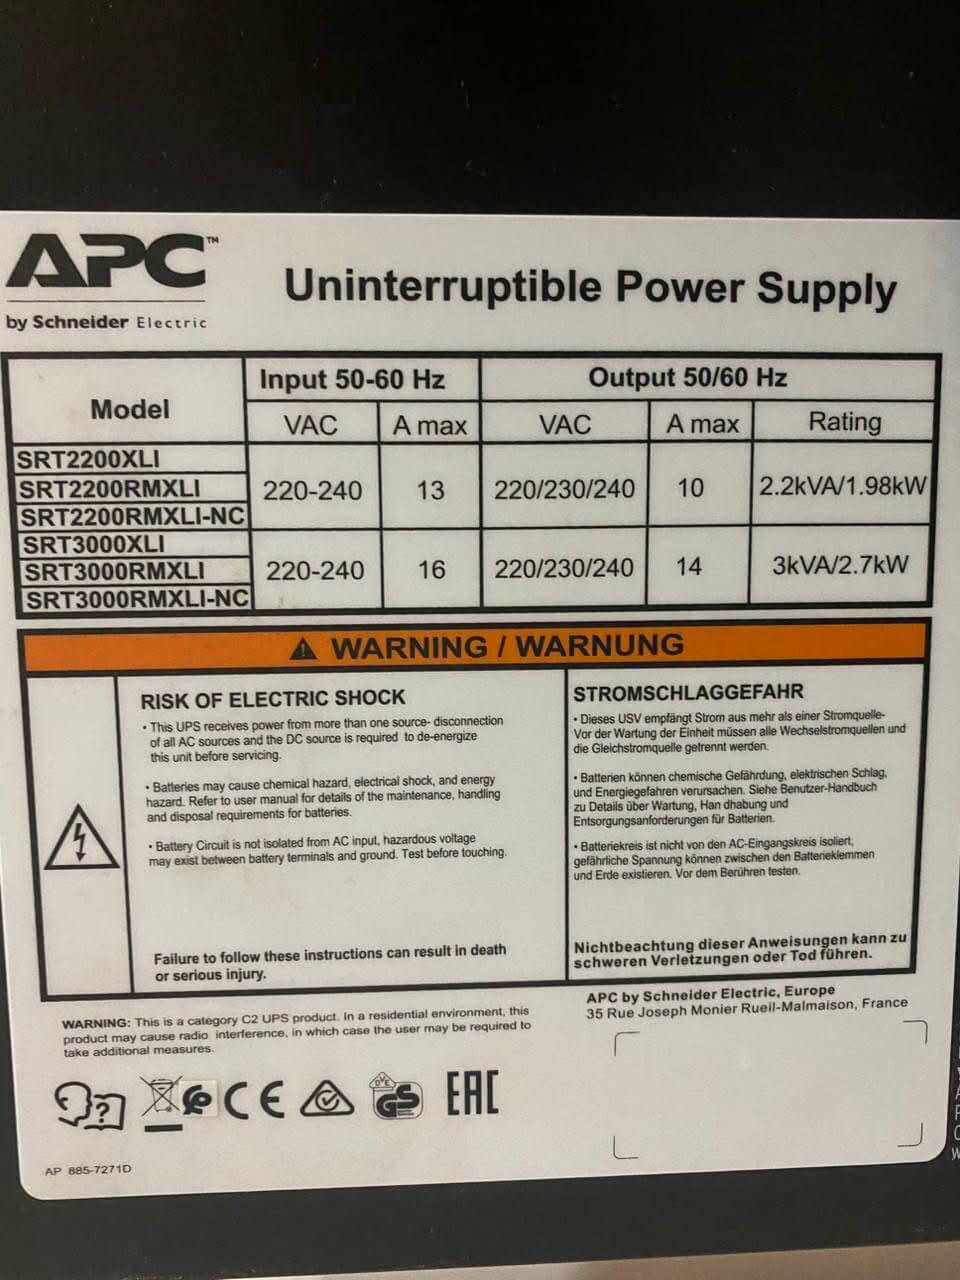 APC™
by Schneider Electric
Uninterruptible Power Supply
Model
Input 50-60 Hz
Output 50/60 Hz
VAC
A max
VAC
A max
Rating
SRT2200XLI
SRT2200RMXLI
SRT2200RMXLI-NC
220-240
13
220/230/240
10
2.2kVA/1.98kW
SRT3000XLI
SRT3000RMXLI
SRT3000RMXLI-NC
220-240
16
220/230/240
14
3kVA/2.7kW
WARNING / WARNUNG
RISK OF ELECTRIC SHOCK
• This UPS receives power from more than one source- disconnection
of all AC sources and the DC source is required to de-energize
this unit before servicing.
• Batteries may cause chemical hazard, electrical shock, and energy
hazard. Refer to user manual for details of the maintenance, handling
and disposal requirements for batteries.
• Battery Circuit is not isolated from AC input, hazardous voltage
may exist between battery terminals and ground. Test before touching.
Failure to follow these instructions can result in death
or serious injury.
STROMSCHLAGGEFAHR
• Dieses USV empfängt Strom aus mehr als einer Stromquelle-
Vor der Wartung der Einheit müssen alle Wechselstromquellen und
die Gleichstromquelle getrennt werden.
• Batterien können chemische Gefährdung, elektrischen Schlag,
und Energiegefahren verursachen. Siehe Benutzer-Handbuch
zu Details über Wartung, Han dhabung und
Entsorgungsanforderungen für Batterien.
• Batteriekreis ist nicht von den AC-Eingangskreis isoliert,
gefährliche Spannung können zwischen den Batterieklemmen
und Erde existieren. Vor dem Berühren testen.
Nichtbeachtung dieser Anweisungen kann zu
schweren Verletzungen oder Tod führen.
WARNING: This is a category C2 UPS product. In a residential environment, this
product may cause radio interference, in which case the user may be required to
take additional measures.
APC by Schneider Electric, Europe
35 Rue Joseph Monier Rueil-Malmaison, France
CE
DVE
GS
EAC
AP 885-7271D